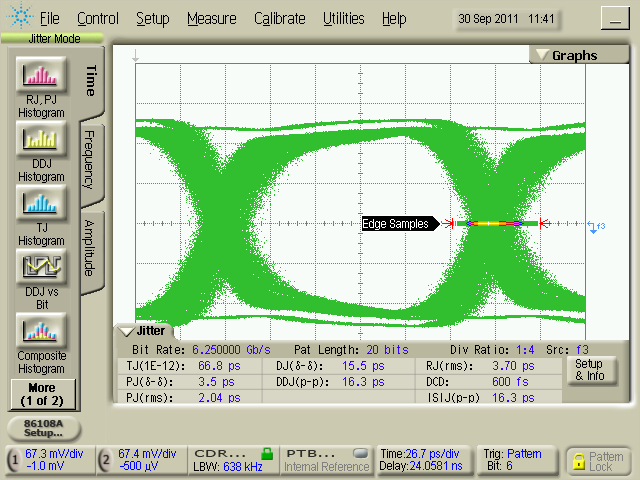 File Control Setup Measure Calibrate Utilities Help
30 Sep 2011 11:41
Jitter Mode
Graphs
Time
Frequency
Amplitude
RJ, PJ
Histogram
DDJ
Histogram
TJ
Histogram
DDJ vs
Bit
Composite
Histogram
More
(1 of 2)
86108A
Setup...
Edge Samples
f3
Jitter
Bit Rate: 6.250000 Gb/s Pat Length: 20 bits Div Ratio: 1:4 Src: f3
TJ(1E-12): 66.8 ps DJ(δ-δ): 15.5 ps RJ(rms): 3.70 ps
PJ(δ-δ): 3.5 ps DDJ(p-p): 16.3 ps DCD: 600 fs
PJ(rms): 2.04 ps ISIJ(p-p) 16.3 ps
Setup
& Info
1 67.3 mV/div
-1.0 mV
2 67.4 mV/div
-500 µV
CDR...
LBW: 638 kHz
PTB...
Internal Reference
Time:26.7 ps/div
Delay:24.0581 ns
Trig: Pattern
Bit: 6
Pattern
Lock